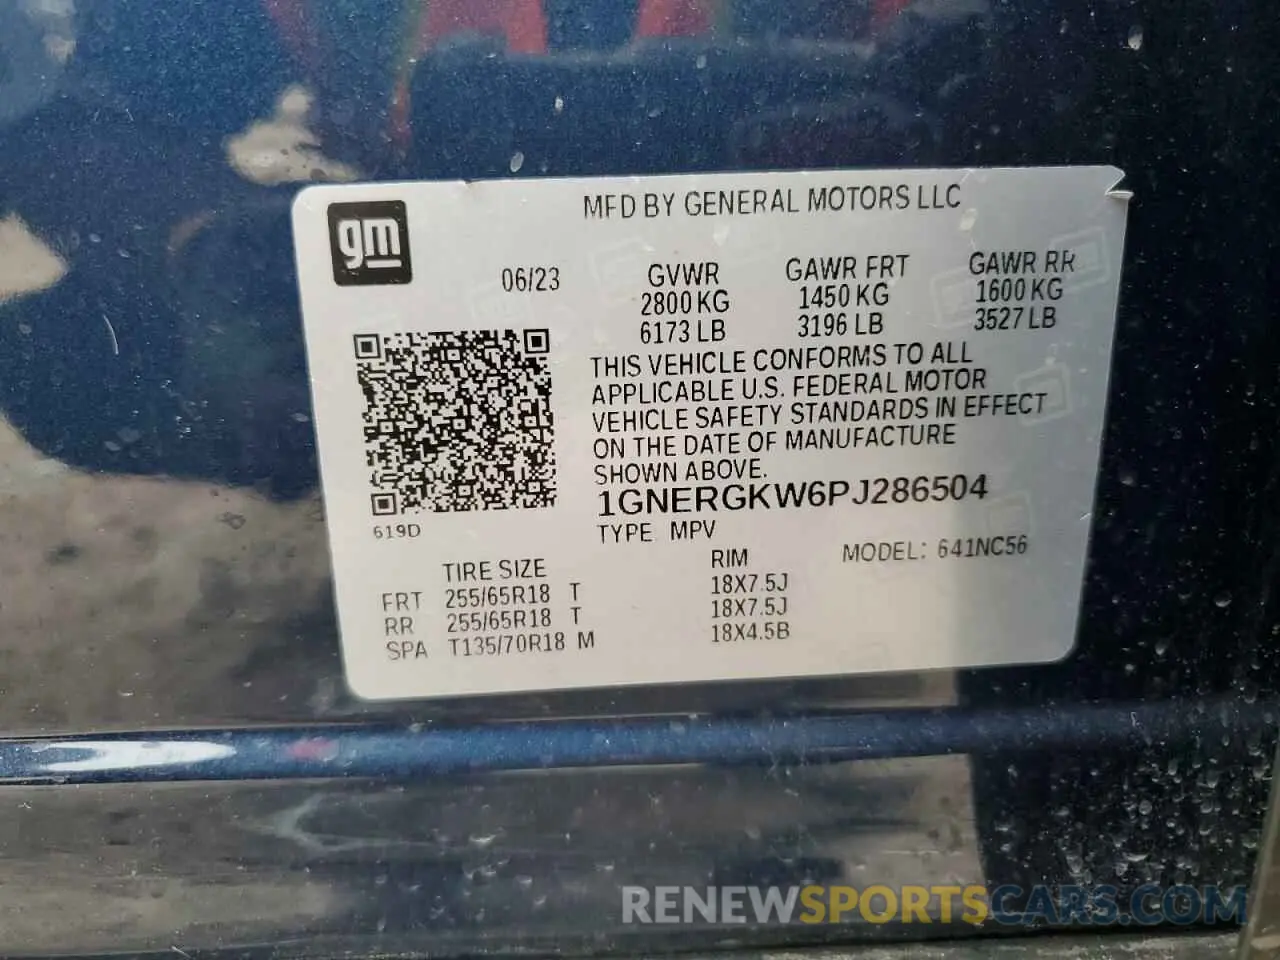 MFD BY GENERAL MOTORS LLC
gm
06/23
GVWR GAWR FRT GAWR RR
2800 KG 1450 KG 1600 KG
6173 LB 3196 LB 3527 LB
THIS VEHICLE CONFORMS TO ALL
APPLICABLE U.S. FEDERAL MOTOR
VEHICLE SAFETY STANDARDS IN EFFECT
ON THE DATE OF MANUFACTURE
SHOWN ABOVE.
1GNERGKW6PJ286504
619D
TYPE MPV
MODEL: 641NC56
TIRE SIZE RIM
FRT 255/65R18 T 18X7.5J
RR 255/65R18 T 18X7.5J
SPA T135/70R18 M 18X4.5B
RENEWSPORTSCARS.COM